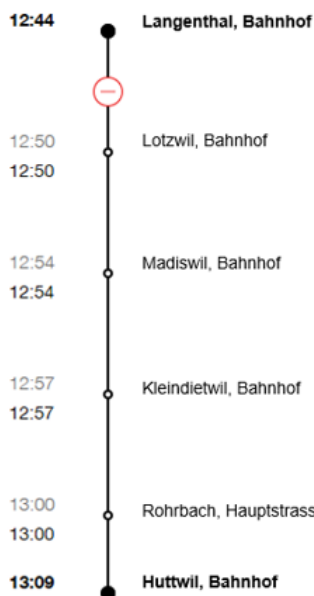 12:44 Langenthal, Bahnhof
12:50 Lotzwil, Bahnhof
12:50
12:54 Madiswil, Bahnhof
12:54
12:57 Kleindietwil, Bahnhof
12:57
13:00 Rohrbach, Hauptstrass
13:00
13:09 Huttwil, Bahnhof